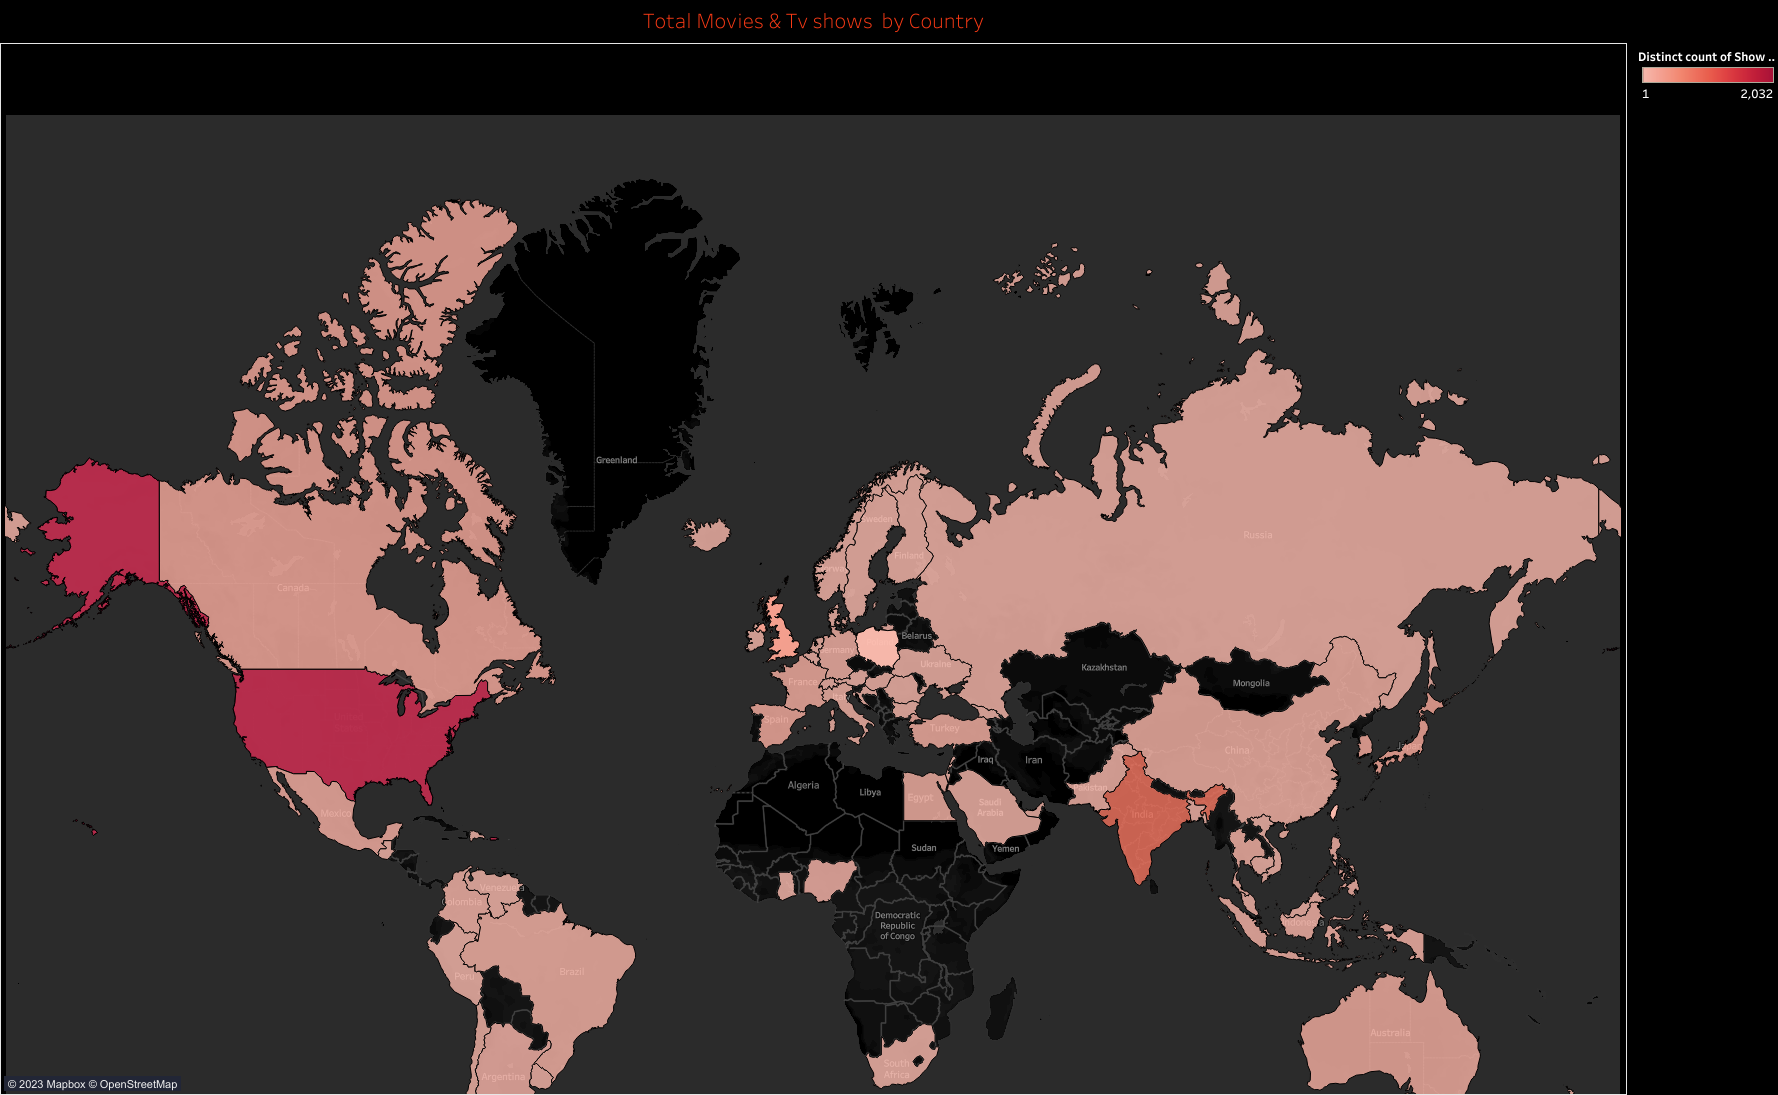 Total Movies & Tv shows by Country
Distinct count of Show ..
1 2,032
Greenland
Sweden
Finland
Russia
Canada
Belarus
Germany
Ukraine
France
Kazakhstan
Mongolia
Spain
Turkey
China
Iraq
Iran
Algeria
Libya
Egypt
Pakistan
Saudi
Arabia
India
Mexico
Sudan
Yemen
Venezuela
Colombia
Democratic
Republic
of Congo
Brazil
Peru
Australia
South
Africa
Argentina
© 2023 Mapbox © OpenStreetMap